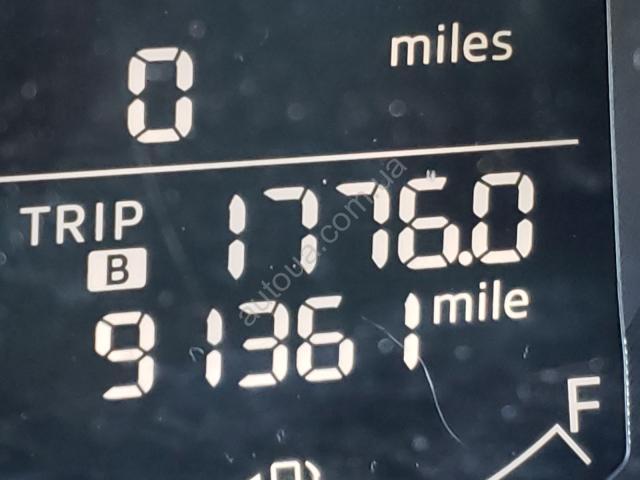 0 miles
TRIP B 1776.0
91361 mile
F
autoua.com.ua